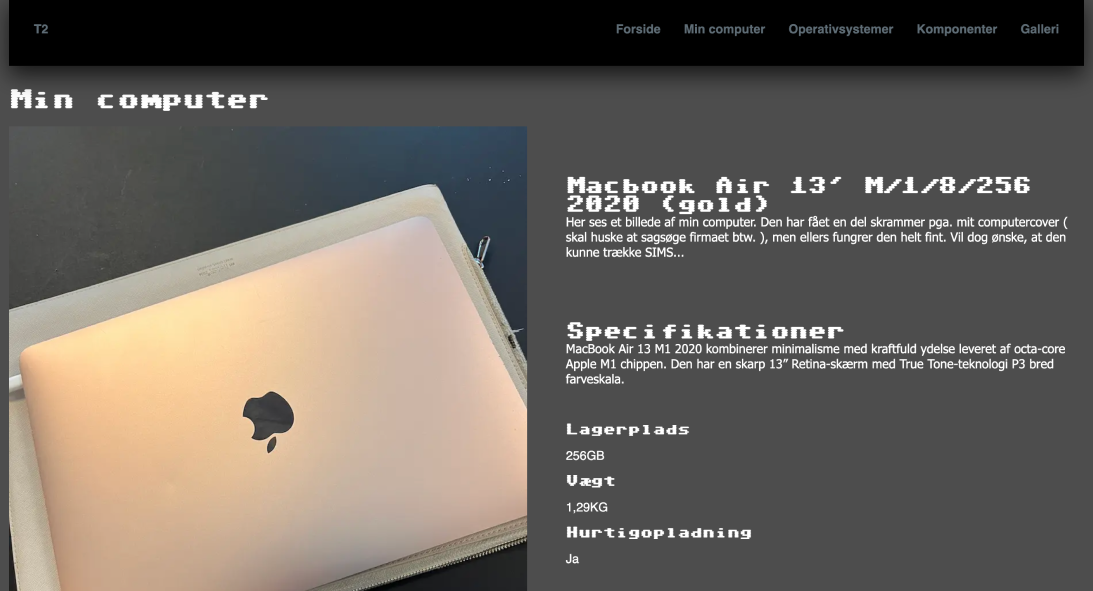 T2
Forside Min computer Operativsystemer Komponenter Galleri
Min computer
Macbook Air 13’ M/1/8/256
2020 (gold)
Her ses et billede af min computer. Den har fået en del skrammer pga. mit computercover (
skal huske at sagsøge firmaet btw. ), men ellers fungrer den helt fint. Vil dog ønske, at den
kunne trække SIMS...
Specifikationer
MacBook Air 13 M1 2020 kombinerer minimalisme med kraftfuld ydelse leveret af octa-core
Apple M1 chippen. Den har en skarp 13” Retina-skærm med True Tone-teknologi P3 bred
farveskala.
Lagerplads
256GB
Vægt
1,29KG
Hurtigopladning
Ja